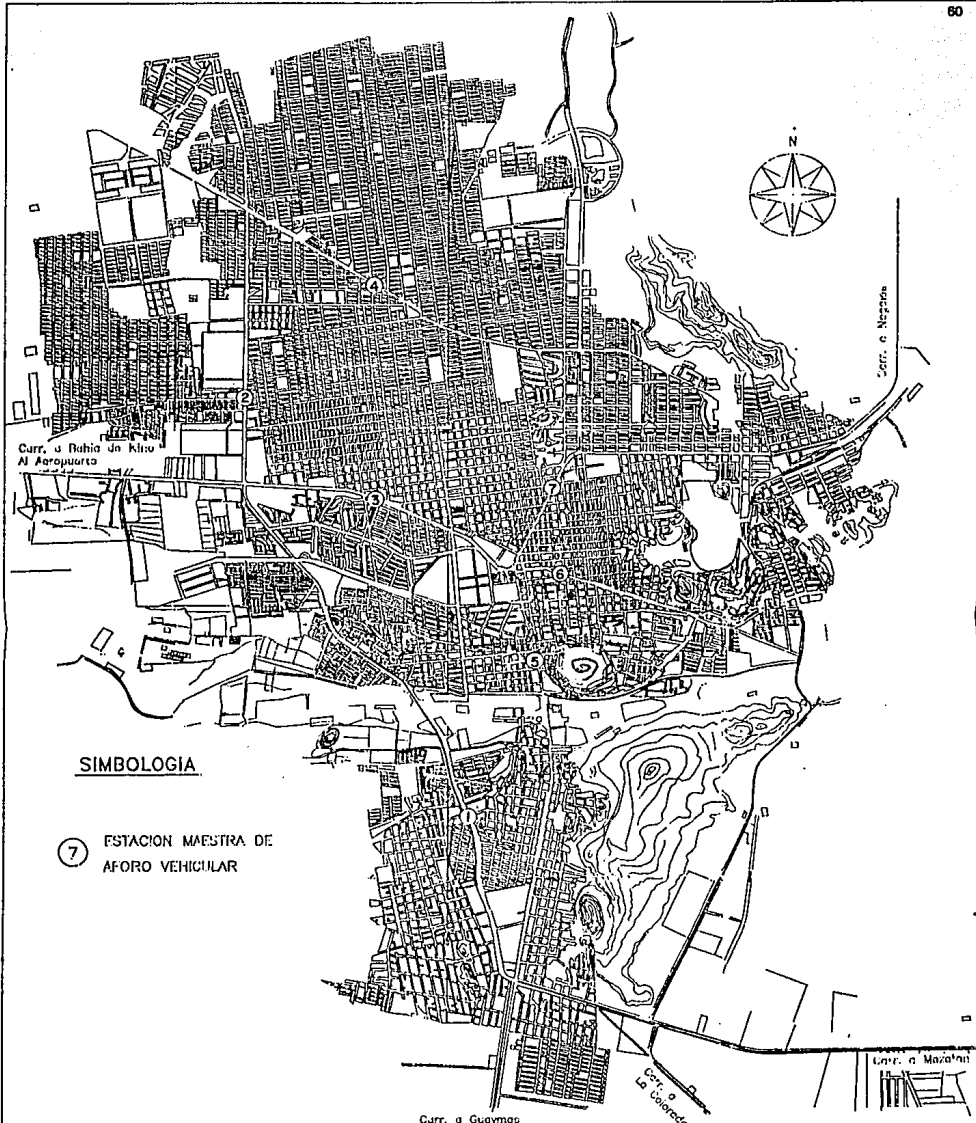 60
N
Carr. a Nogales
4
2
Carr. a Bahia de Kino
Al Aeropuerto
3
7
6
5
SIMBOLOGIA
1
7 ESTACION MAESTRA DE
AFORO VEHICULAR
Carr. a Mazatan
Carr. a
La Colorada
Carr. a Guaymas